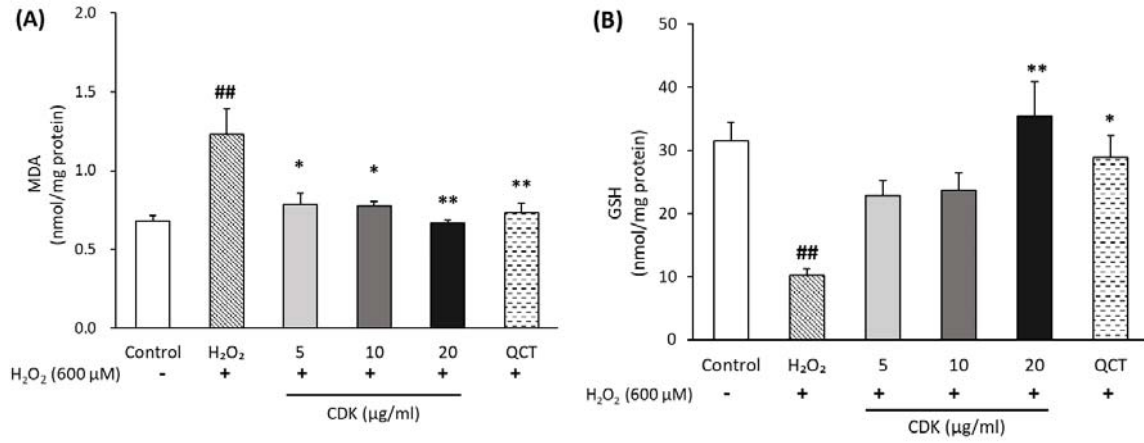 (A)
2.0
1.5
1.0
0.5
0.0
MDA
(nmol/mg protein)
##
*
*
**
**
Control H₂O₂ 5 10 20 QCT
H₂O₂ (600 µM) - + + + + +
CDK (µg/ml)
(B)
50
40
30
20
10
0
GSH
(nmol/mg protein)
##
**
*
Control H₂O₂ 5 10 20 QCT
H₂O₂ (600 µM) - + + + + +
CDK (µg/ml)